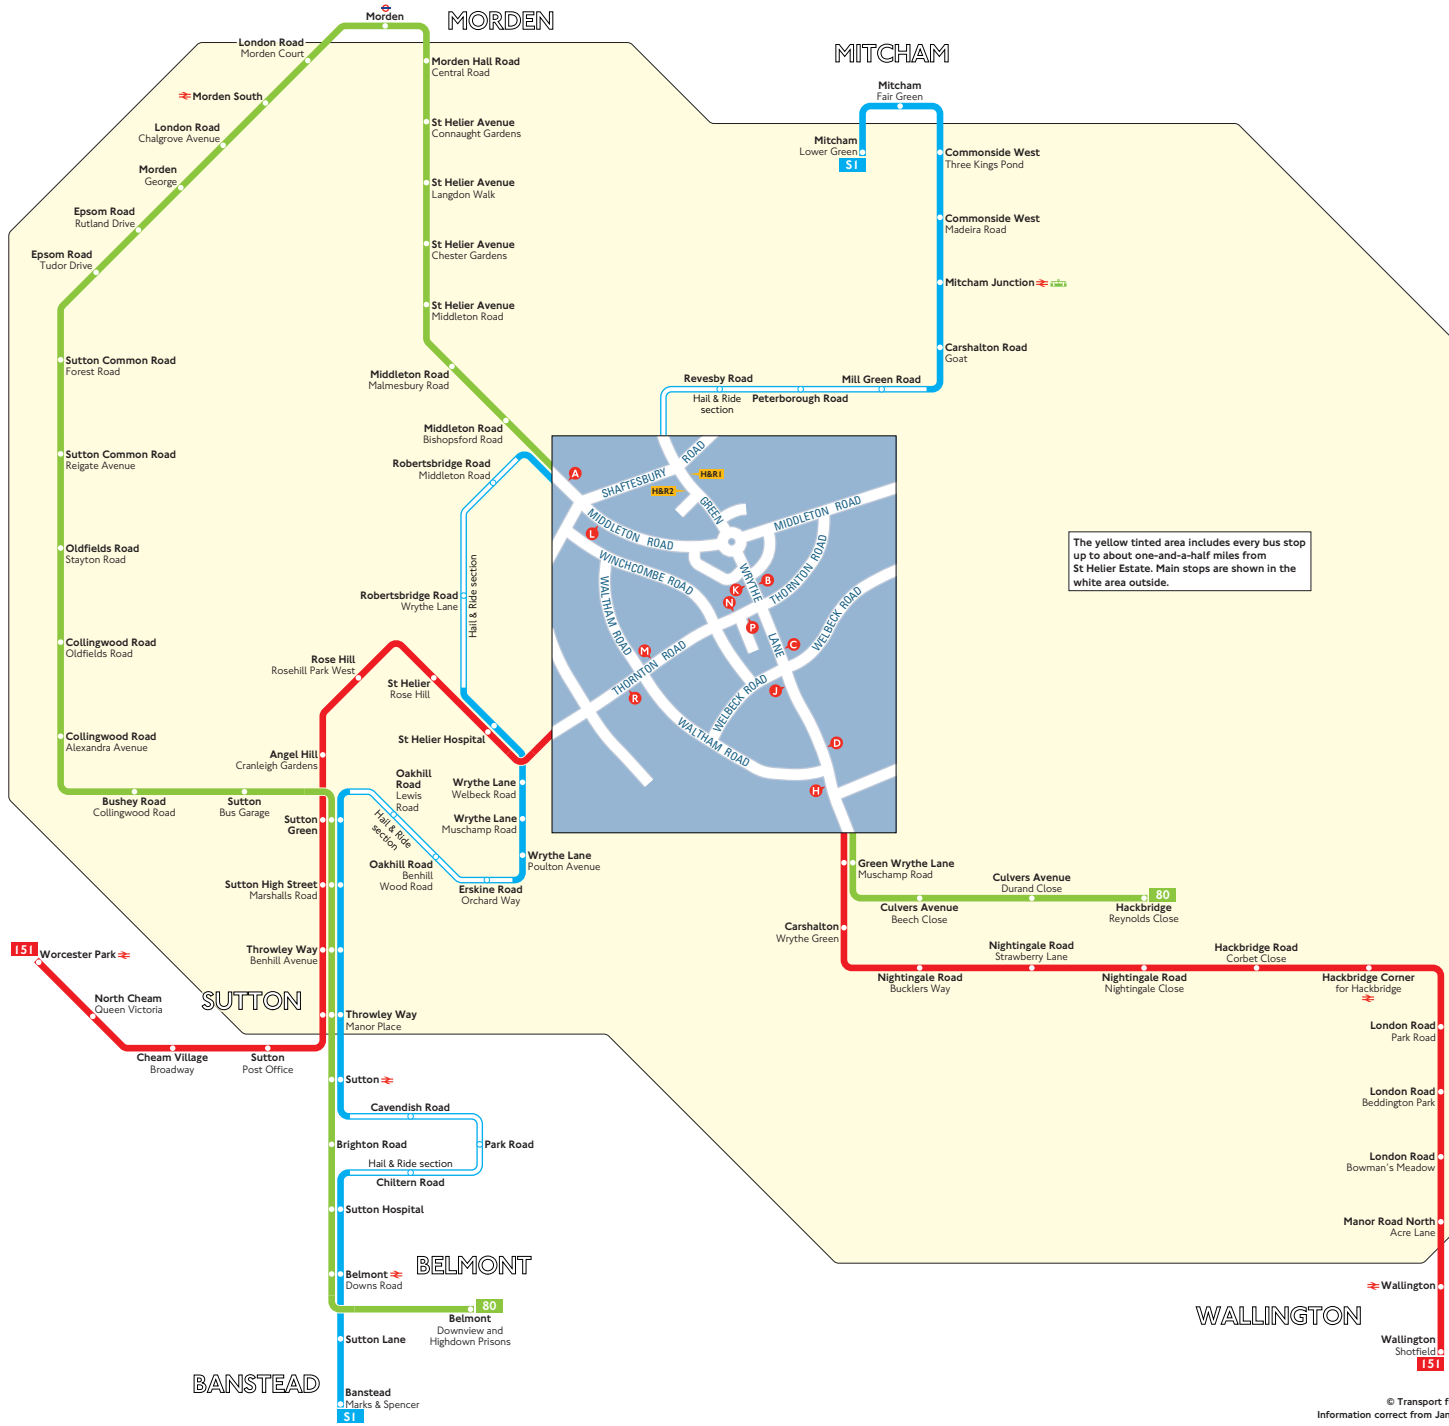 MORDEN
MITCHAM
Morden
London Road
Morden Court
Morden South
London Road
Chalgrove Avenue
Morden
George
Epsom Road
Rutland Drive
Epsom Road
Tudor Drive
Sutton Common Road
Forest Road
Sutton Common Road
Reigate Avenue
Oldfields Road
Stayton Road
Collingwood Road
Oldfields Road
Collingwood Road
Alexandra Avenue
Bushey Road
Collingwood Road
Sutton
Bus Garage
Morden Hall Road
Central Road
St Helier Avenue
Connaught Gardens
St Helier Avenue
Langdon Walk
St Helier Avenue
Chester Gardens
St Helier Avenue
Middleton Road
Middleton Road
Malmesbury Road
Middleton Road
Bishopsford Road
Mitcham
Fair Green
Mitcham
Lower Green
S1
Commonside West
Three Kings Pond
Commonside West
Madeira Road
Mitcham Junction
Carshalton Road
Goat
Mill Green Road
Peterborough Road
Revesby Road
Hail & Ride
section
Robertsbridge Road
Middleton Road
Hail & Ride section
Robertsbridge Road
Wrythe Lane
Rose Hill
Rosehill Park West
St Helier
Rose Hill
St Helier Hospital
Angel Hill
Cranleigh Gardens
Wrythe Lane
Welbeck Road
Wrythe Lane
Muschamp Road
Wrythe Lane
Poulton Avenue
Oakhill
Road
Lewis
Road
Hail & Ride
section
Oakhill Road
Benhill
Wood Road
Erskine Road
Orchard Way
A
SHAFTESBURY
ROAD
H&R1
H&R2
GREEN
L
MIDDLETON ROAD
MIDDLETON ROAD
WINCHCOMBE ROAD
WRYTHE
B
K
N
THORNTON ROAD
WALTHAM ROAD
P
LANE
C
WELBECK ROAD
M
THORNTON ROAD
R
J
WELBECK ROAD
WALTHAM ROAD
D
H
The yellow tinted area includes every bus stop
up to about one-and-a-half miles from
St Helier Estate. Main stops are shown in the
white area outside.
Sutton
Green
Sutton High Street
Marshalls Road
Throwley Way
Benhill Avenue
Throwley Way
Manor Place
151
Worcester Park
North Cheam
Queen Victoria
SUTTON
Cheam Village
Broadway
Sutton
Post Office
Sutton
Cavendish Road
Park Road
Brighton Road
Hail & Ride section
Chiltern Road
Sutton Hospital
BELMONT
Belmont
Downs Road
80
Belmont
Downview and
Highdown Prisons
Sutton Lane
BANSTEAD
Banstead
Marks & Spencer
S1
Green Wrythe Lane
Muschamp Road
Culvers Avenue
Beech Close
Culvers Avenue
Durand Close
80
Hackbridge
Reynolds Close
Carshalton
Wrythe Green
Nightingale Road
Bucklers Way
Nightingale Road
Strawberry Lane
Nightingale Road
Nightingale Close
Hackbridge Road
Corbet Close
Hackbridge Corner
for Hackbridge
London Road
Park Road
London Road
Beddington Park
London Road
Bowman's Meadow
Manor Road North
Acre Lane
Wallington
WALLINGTON
Wallington
Shotfield
151
© Transport f
Information correct from Jan